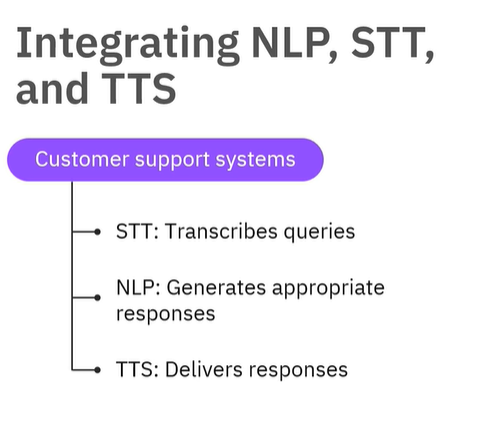 Integrating NLP, STT,
and TTS
Customer support systems
STT: Transcribes queries
NLP: Generates appropriate
responses
TTS: Delivers responses